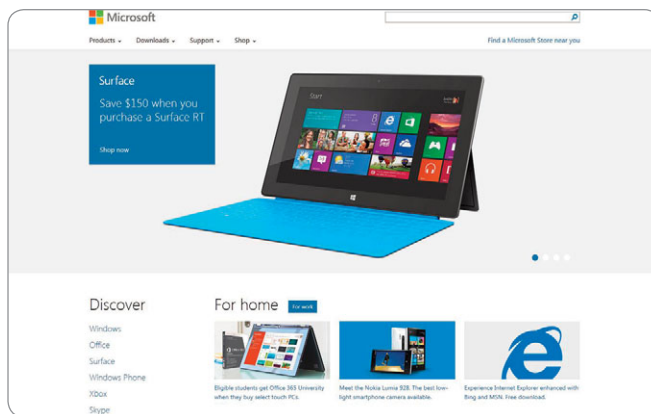 Microsoft
Products Downloads Support Shop
Find a Microsoft Store near you
Surface
Save $150 when you
purchase a Surface RT
Shop now
Start
Discover
For home
For work
Windows
Office
Surface
Windows Phone
Xbox
Skype
Eligible students get Office 365 University
when they buy select touch PCs.
Meet the Nokia Lumia 928. The best low-
light smartphone camera available.
Experience Internet Explorer enhanced with
Bing and MSN. Free download.